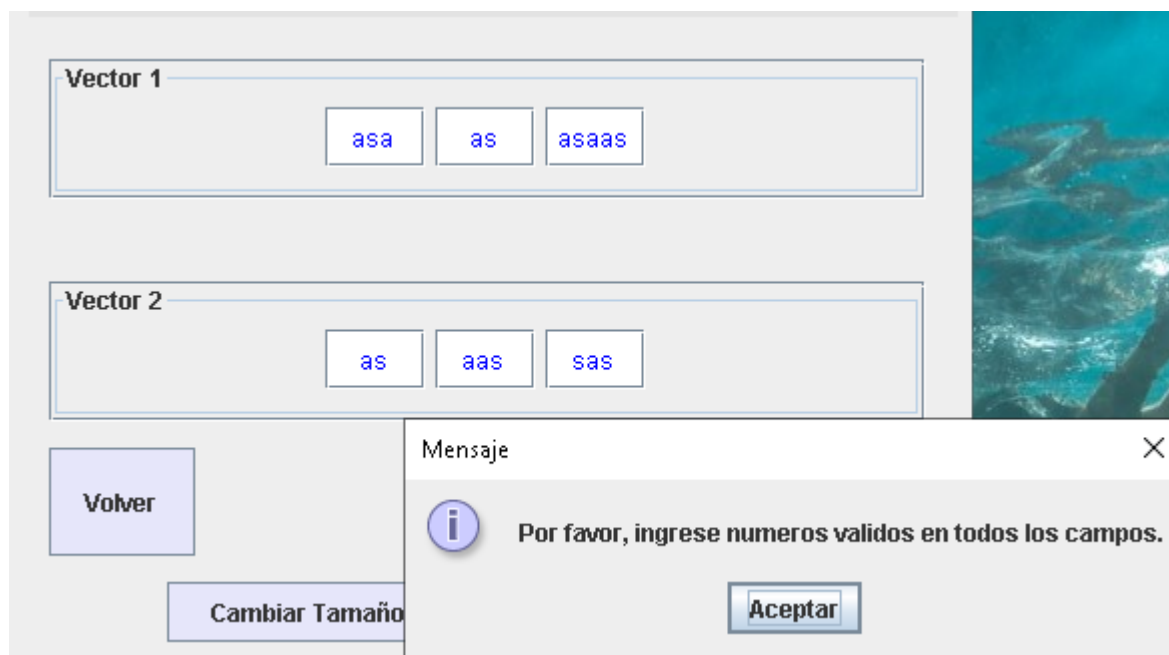 Vector 1
asa as asaas
Vector 2
as aas sas
Volver
Mensaje
Por favor, ingrese numeros validos en todos los campos.
Cambiar Tamaño
Aceptar